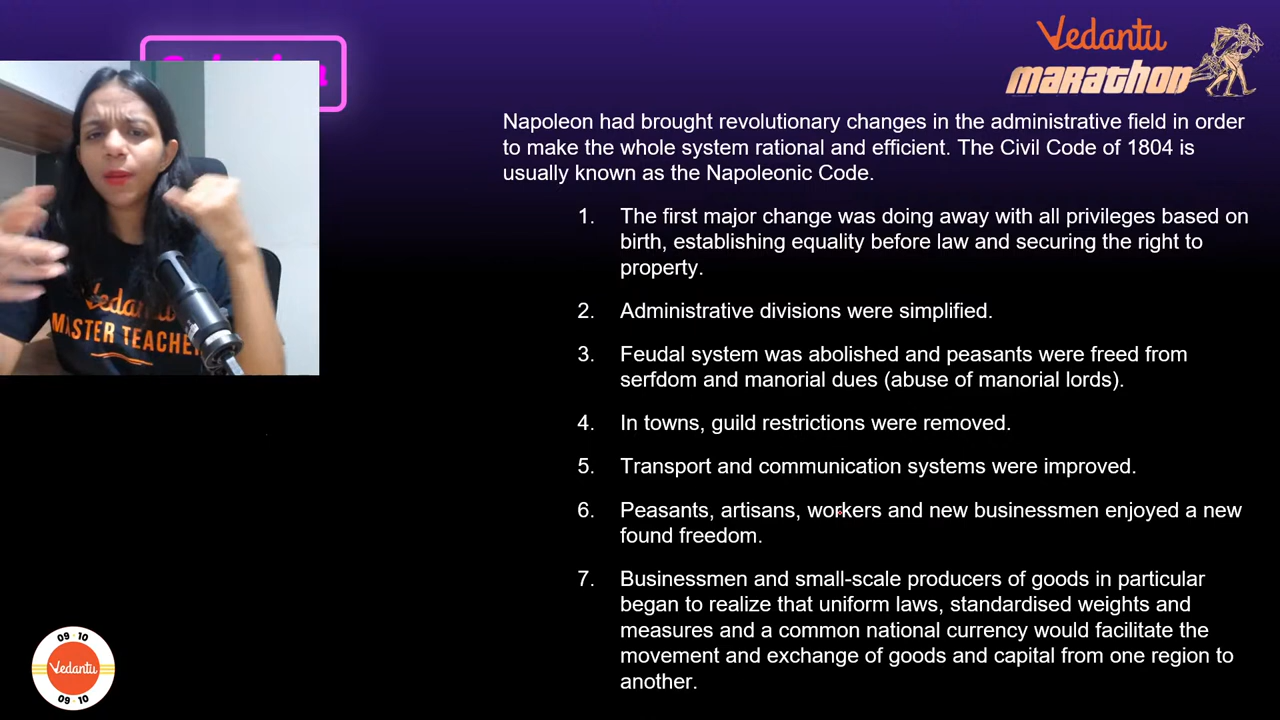 Vedantu
MARATHON
Napoleon had brought revolutionary changes in the administrative field in order
to make the whole system rational and efficient. The Civil Code of 1804 is
usually known as the Napoleonic Code.
1. The first major change was doing away with all privileges based on
birth, establishing equality before law and securing the right to
property.
2. Administrative divisions were simplified.
3. Feudal system was abolished and peasants were freed from
serfdom and manorial dues (abuse of manorial lords).
4. In towns, guild restrictions were removed.
5. Transport and communication systems were improved.
6. Peasants, artisans, workers and new businessmen enjoyed a new
found freedom.
7. Businessmen and small-scale producers of goods in particular
began to realize that uniform laws, standardised weights and
measures and a common national currency would facilitate the
movement and exchange of goods and capital from one region to
another.
Vedantu
MASTER TEACHER
09-10
Vedantu
09-10